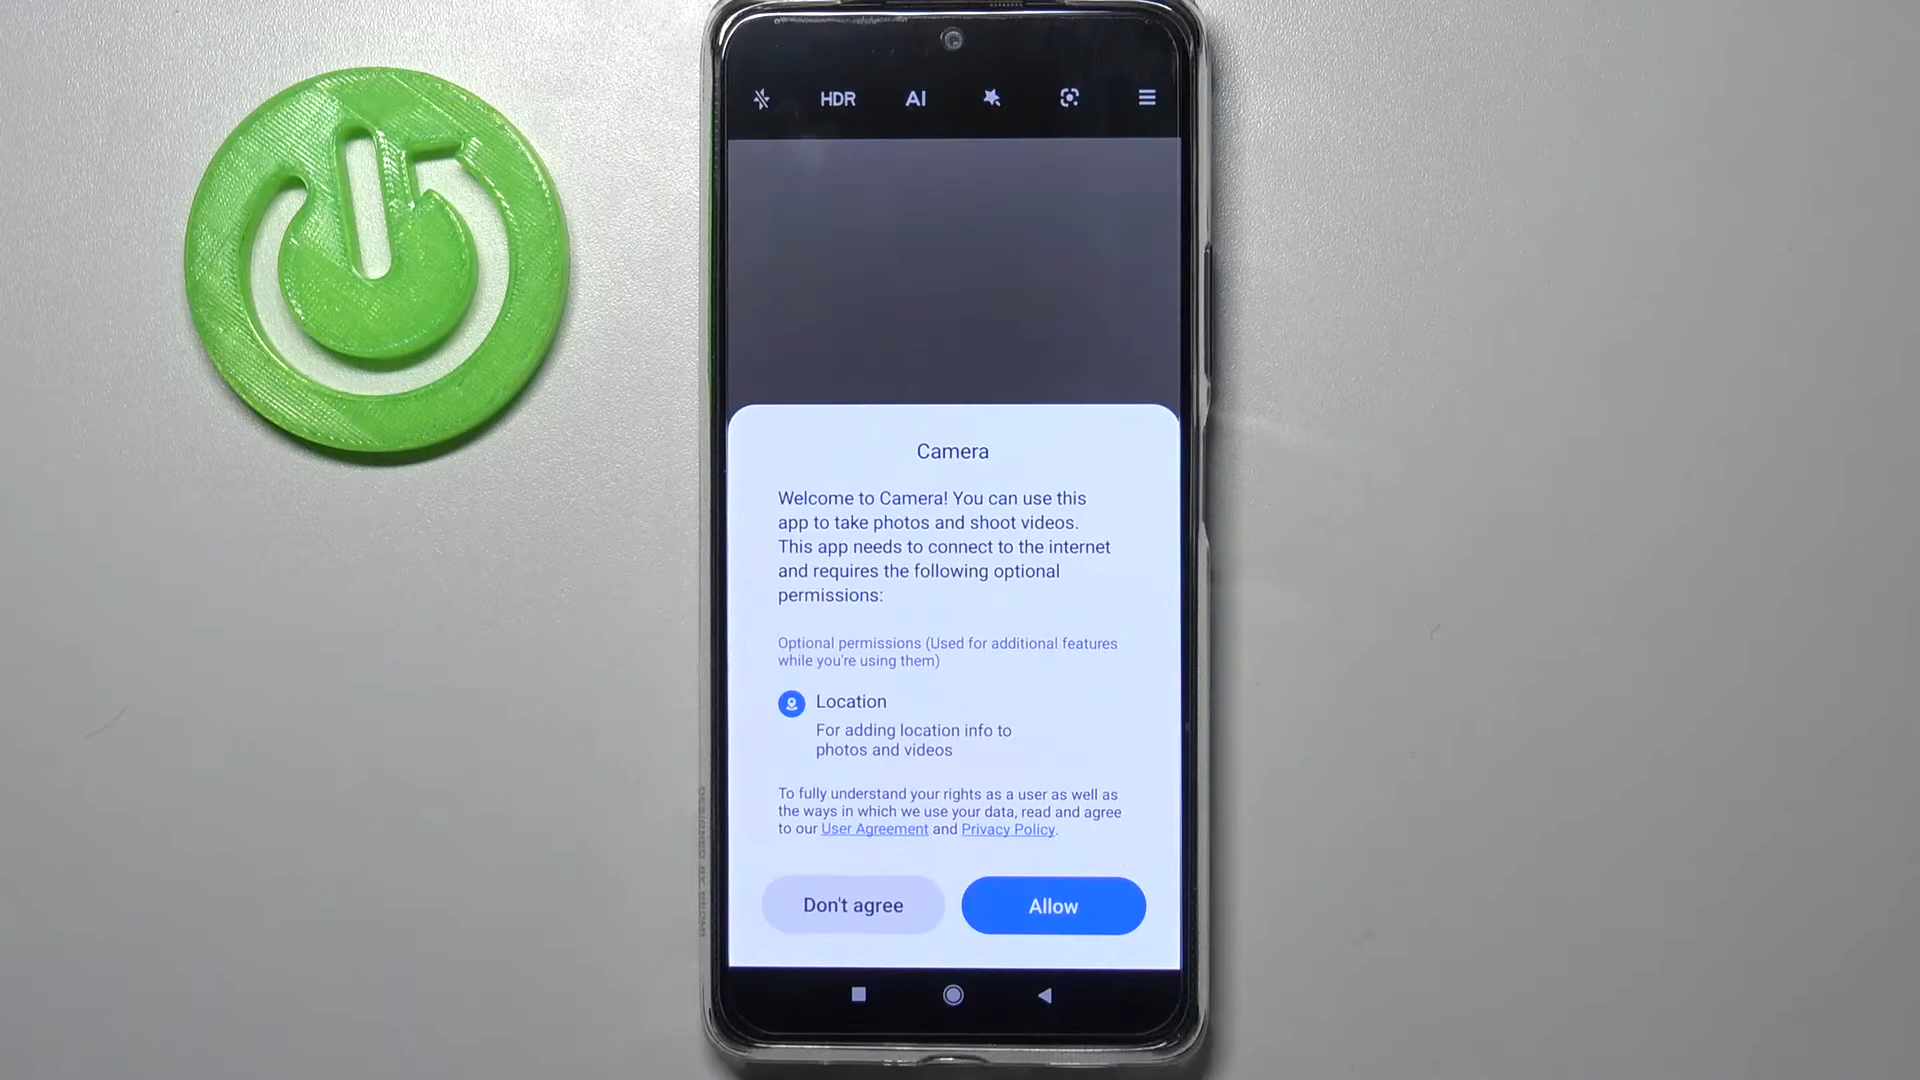 HDR AI
Camera
Welcome to Camera! You can use this
app to take photos and shoot videos.
This app needs to connect to the internet
and requires the following optional
permissions:
Optional permissions (Used for additional features
while you're using them)
Location
For adding location info to
photos and videos
To fully understand your rights as a user as well as
the ways in which we use your data, read and agree
to our User Agreement and Privacy Policy.
Don't agree
Allow
DESIGNED BY REDMI